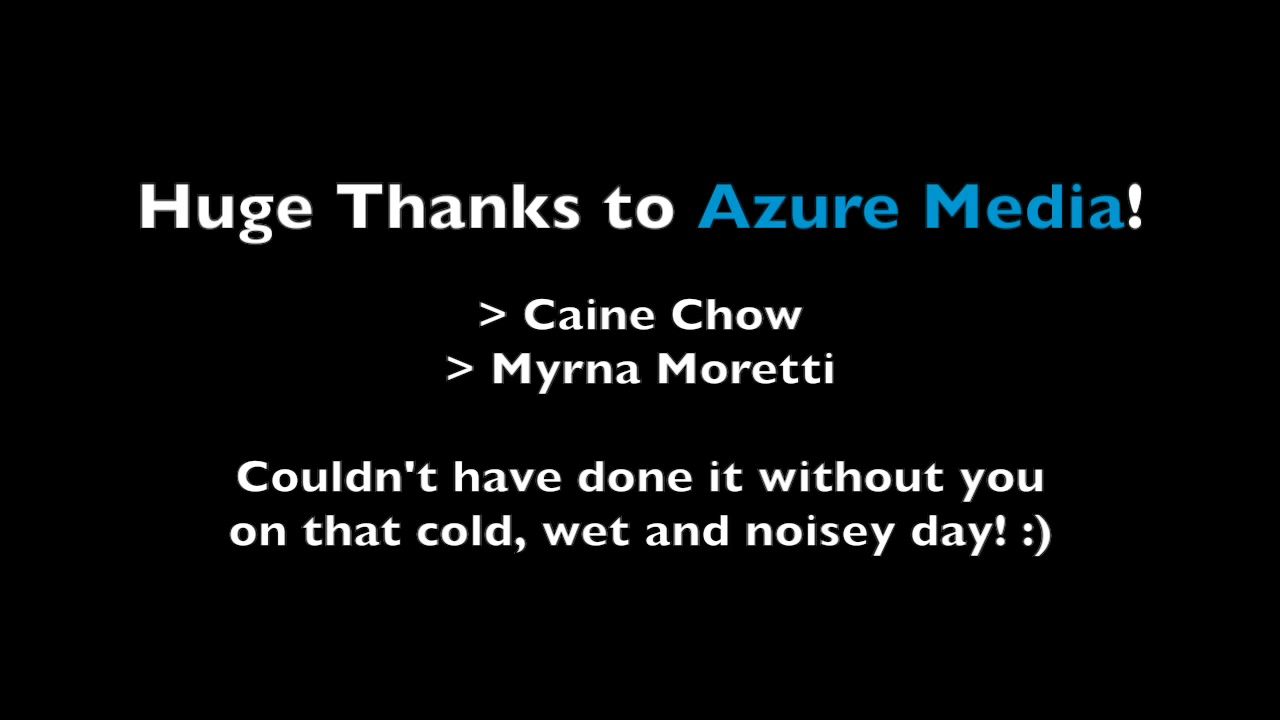 Huge Thanks to Azure Media!
> Caine Chow
> Myrna Moretti
Couldn't have done it without you
on that cold, wet and noisey day! :)